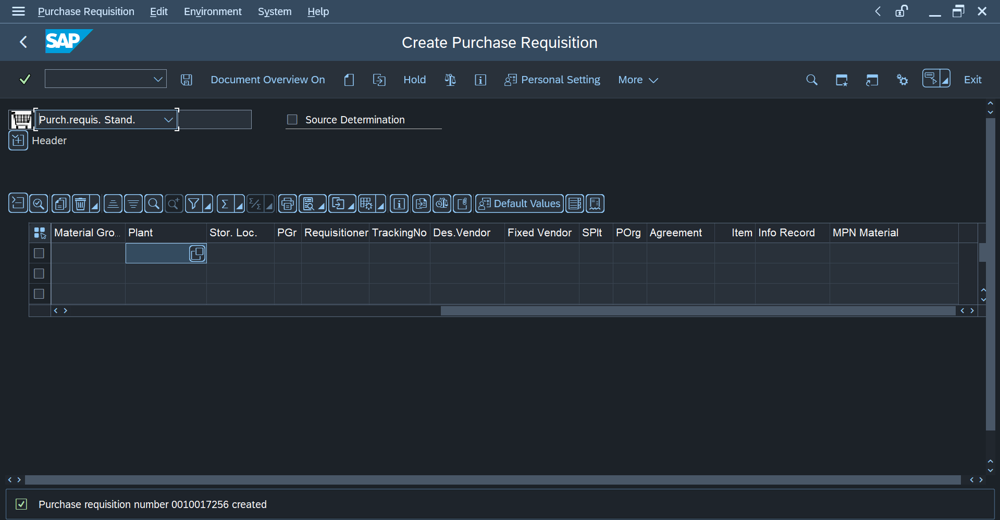 Purchase Requisition Edit Environment System Help
SAP Create Purchase Requisition
Document Overview On Hold Personal Setting More Exit
Purch.requis. Stand. Source Determination
Header
Default Values
Material Gro... Plant Stor. Loc. PGr Requisitioner TrackingNo Des.Vendor Fixed Vendor SPlt POrg Agreement Item Info Record MPN Material
Purchase requisition number 0010017256 created